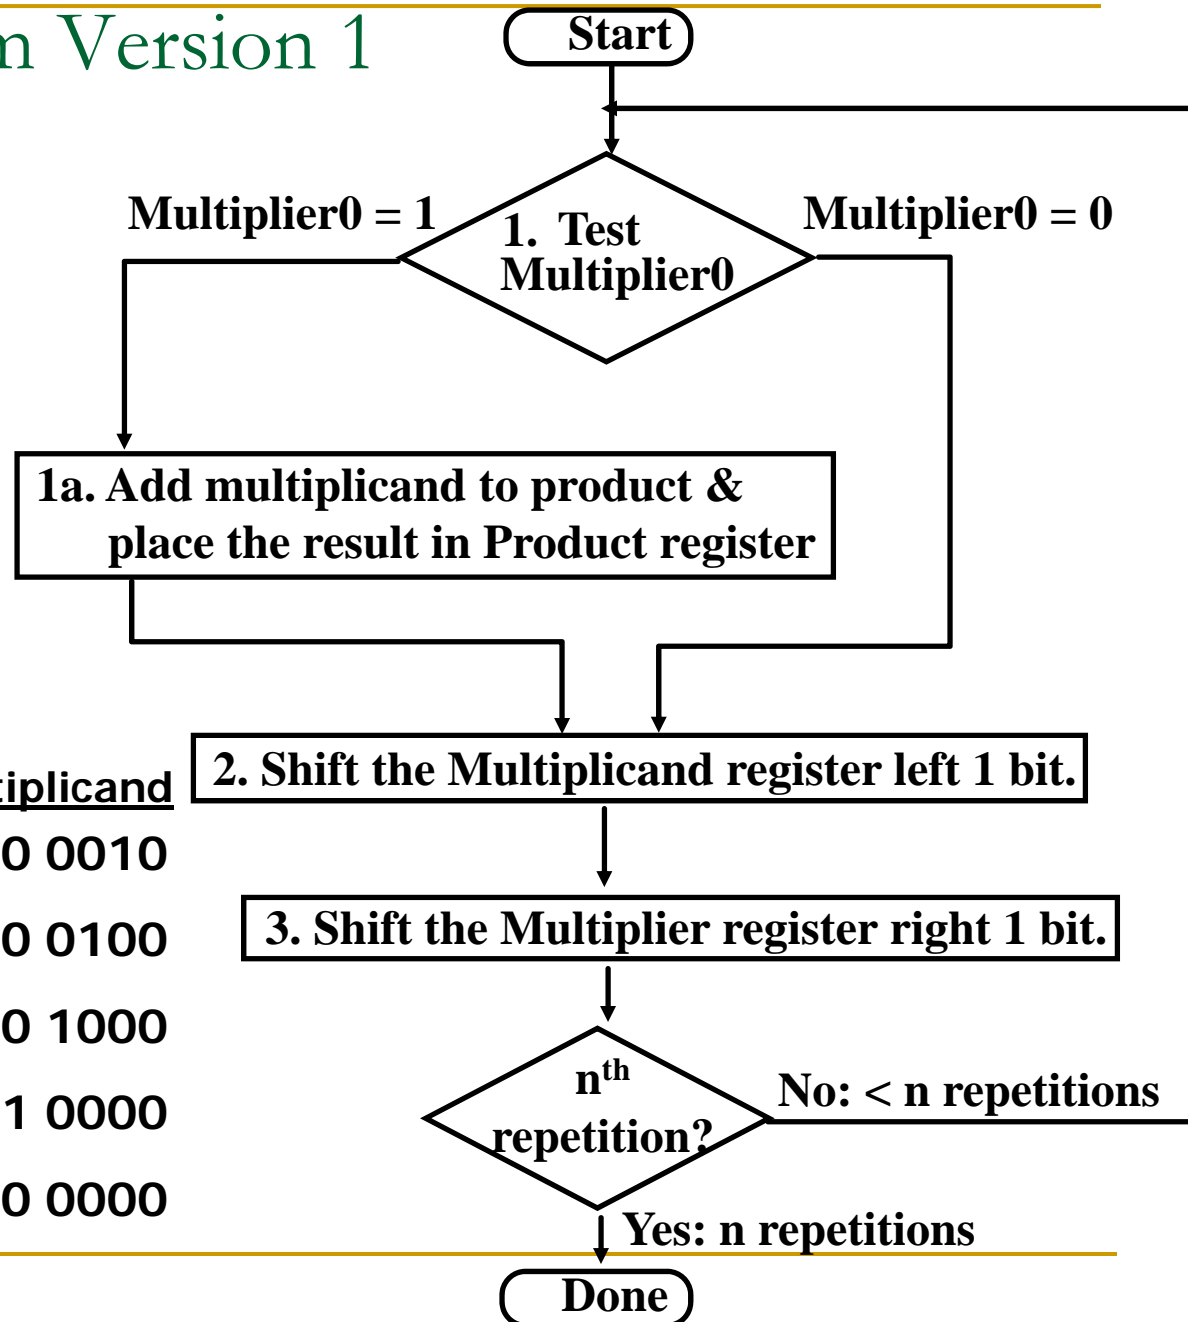 m Version 1
Start
Multiplier0 = 1
1. Test
Multiplier0
Multiplier0 = 0
1a. Add multiplicand to product &
place the result in Product register
2. Shift the Multiplicand register left 1 bit.
tiplicand
0 0010
0 0100
0 1000
1 0000
0 0000
3. Shift the Multiplier register right 1 bit.
nth
repetition?
No: < n repetitions
Yes: n repetitions
Done